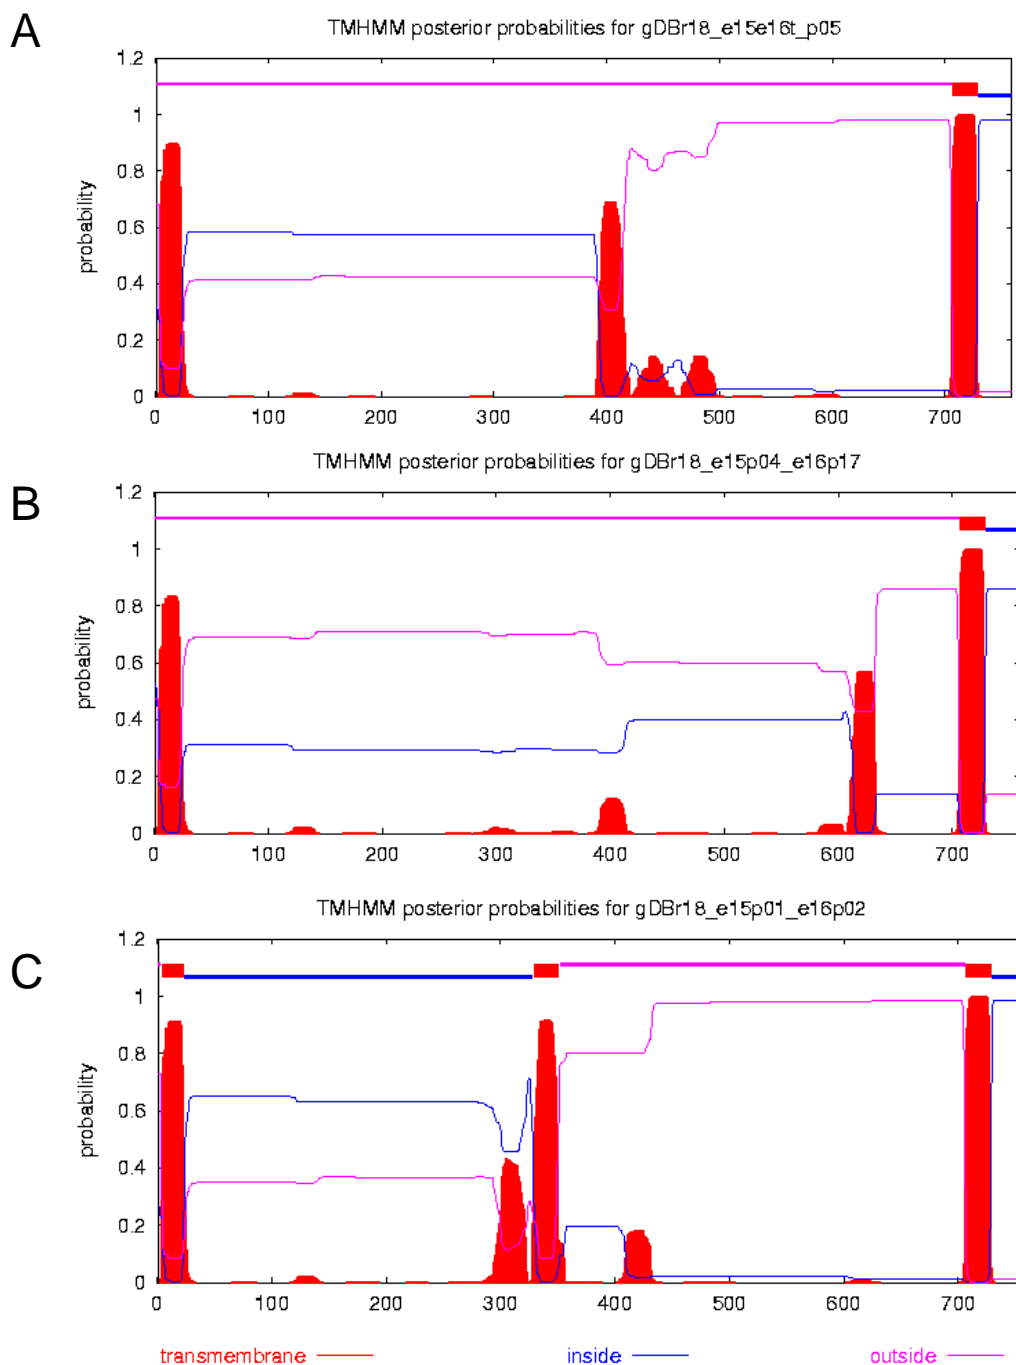 A
TMHMM posterior probabilities for gDBr18_e15e16t_p05
probability
1.2
1
0.8
0.6
0.4
0.2
0
0 100 200 300 400 500 600 700
B
TMHMM posterior probabilities for gDBr18_e15p04_e16p17
probability
1.2
1
0.8
0.6
0.4
0.2
0
0 100 200 300 400 500 600 700
C
TMHMM posterior probabilities for gDBr18_e15p01_e16p02
probability
1.2
1
0.8
0.6
0.4
0.2
0
0 100 200 300 400 500 600 700
transmembrane inside outside